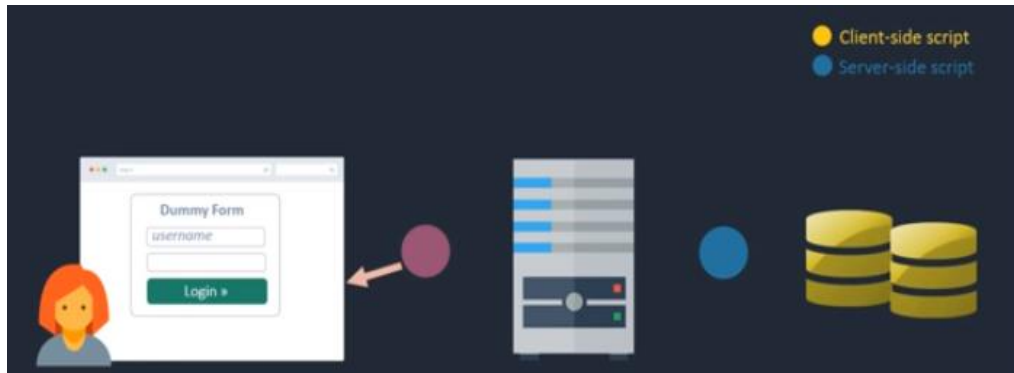 Client-side script
Server-side script
Dummy Form
username
Login »